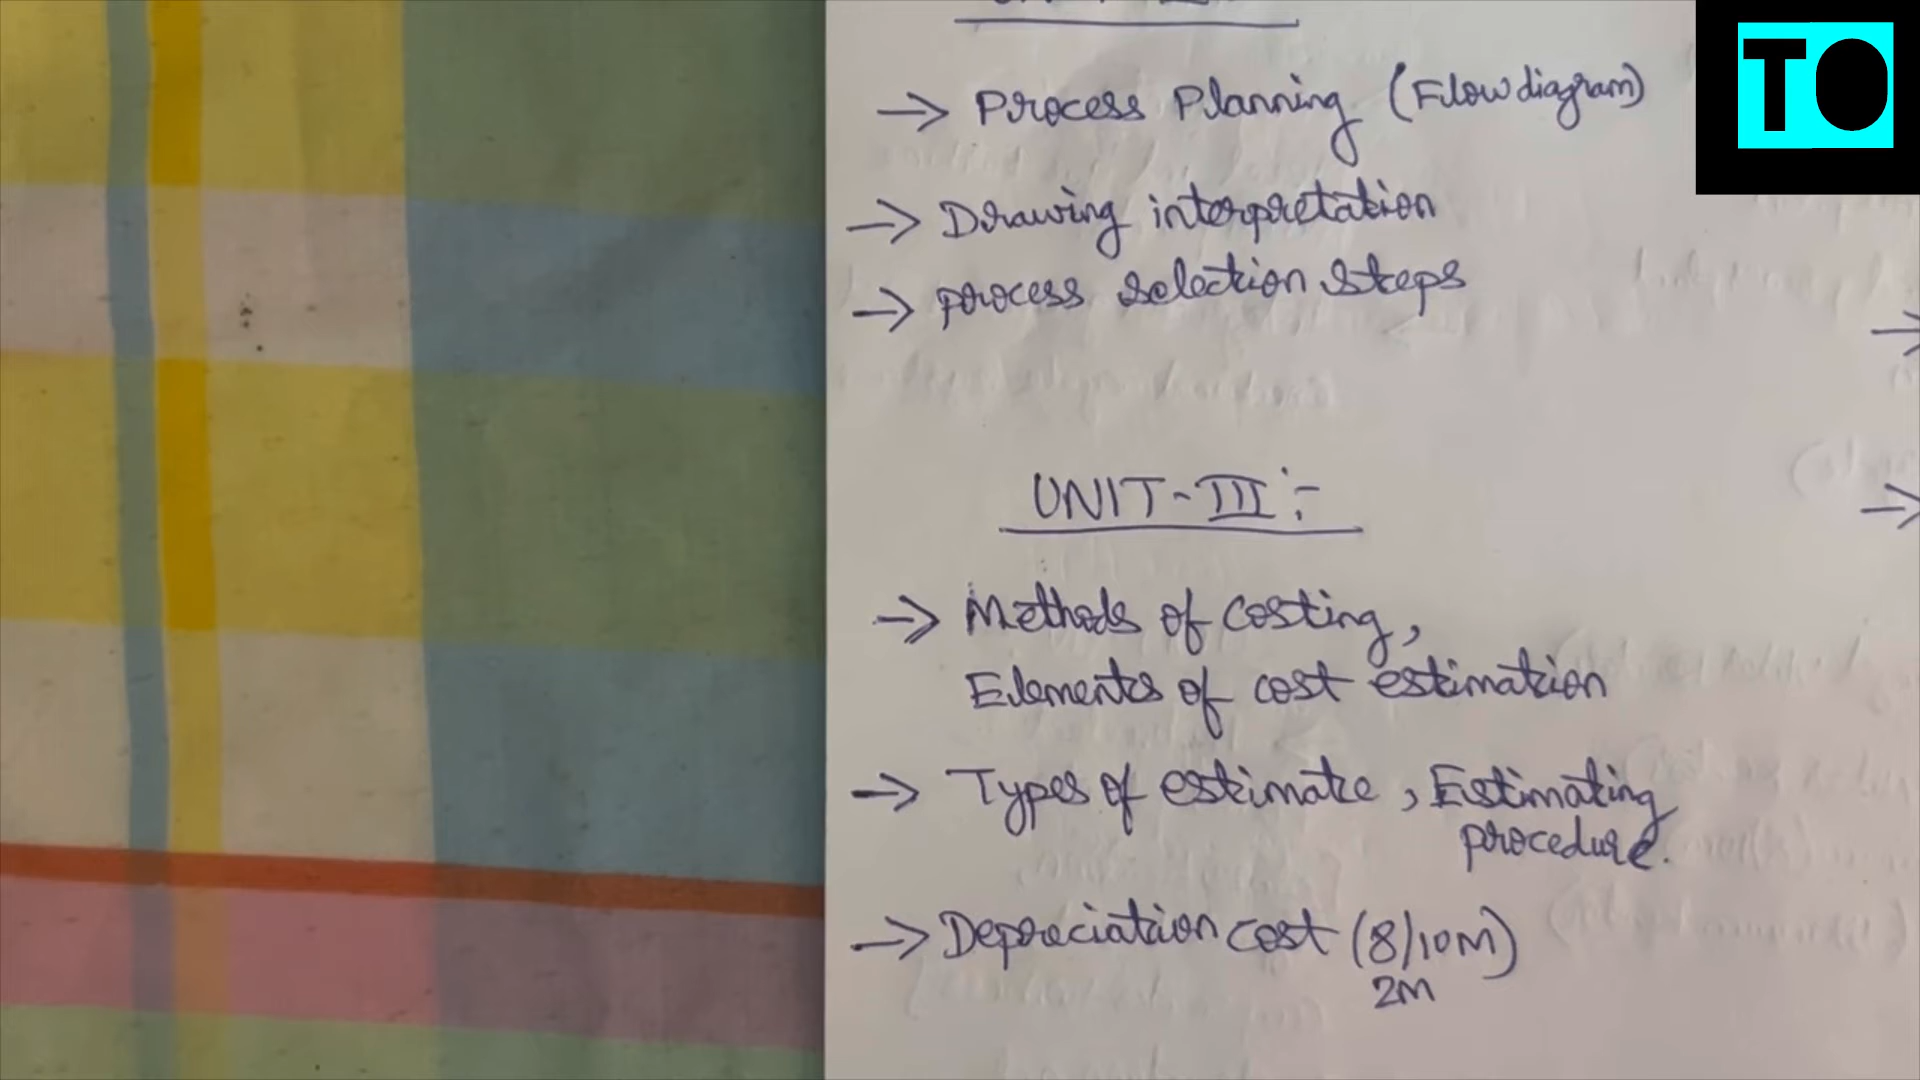 TO
→ Process Planning (Flow diagram)
→ Drawing interpretation
→ process selection steps
UNIT-III :-
→ Methods of costing,
Elements of cost estimation
→ Types of estimate, Estimating
procedure.
→ Depreciation cost (8/10M)
2M